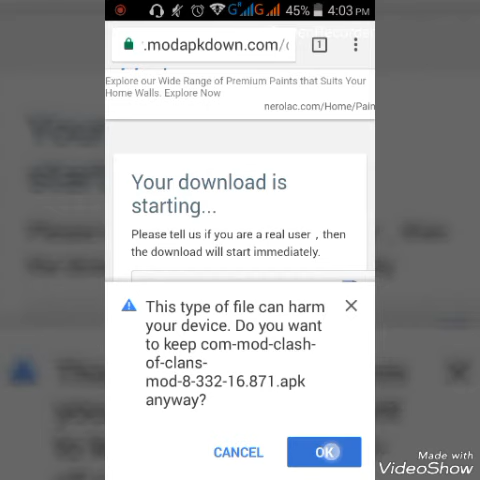 45% 4:03 PM
.modapkdown.com/
1
Explore our Wide Range of Premium Paints that Suits Your
Home Walls. Explore Now
nerolac.com/Home/Pain
Your download is
starting...
Please tell us if you are a real user , then
the download will start immediately.
This type of file can harm
your device. Do you want
to keep com-mod-clash-
of-clans-
mod-8-332-16.871.apk
anyway?
CANCEL
OK
Made with
VideoShow